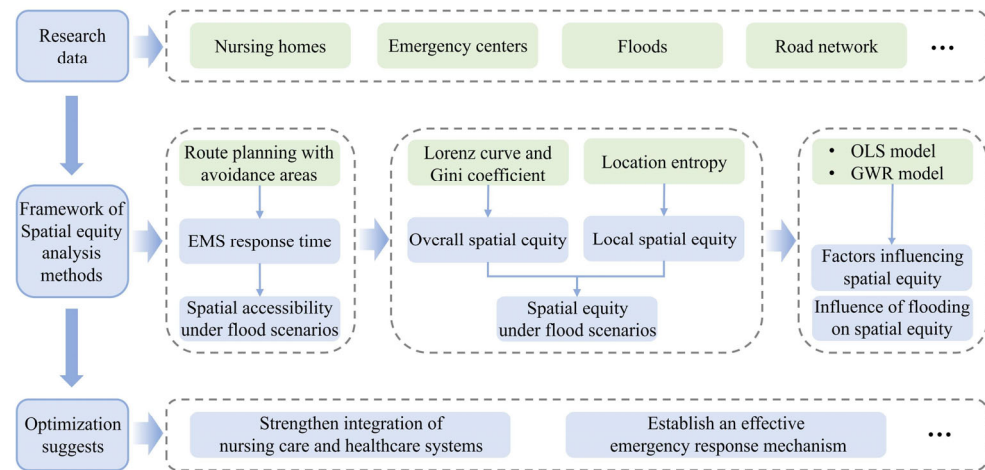 Research
data
Nursing homes
Emergency centers
Floods
Road network
...
Framework of
Spatial equity
analysis
methods
Route planning with
avoidance areas
EMS response time
Spatial accessibility
under flood scenarios
Lorenz curve and
Gini coefficient
Location entropy
Overall spatial equity
Local spatial equity
Spatial equity
under flood scenarios
• OLS model
• GWR model
Factors influencing
spatial equity
Influence of flooding
on spatial equity
Optimization
suggests
Strengthen integration of
nursing care and healthcare systems
Establish an effective
emergency response mechanism
...